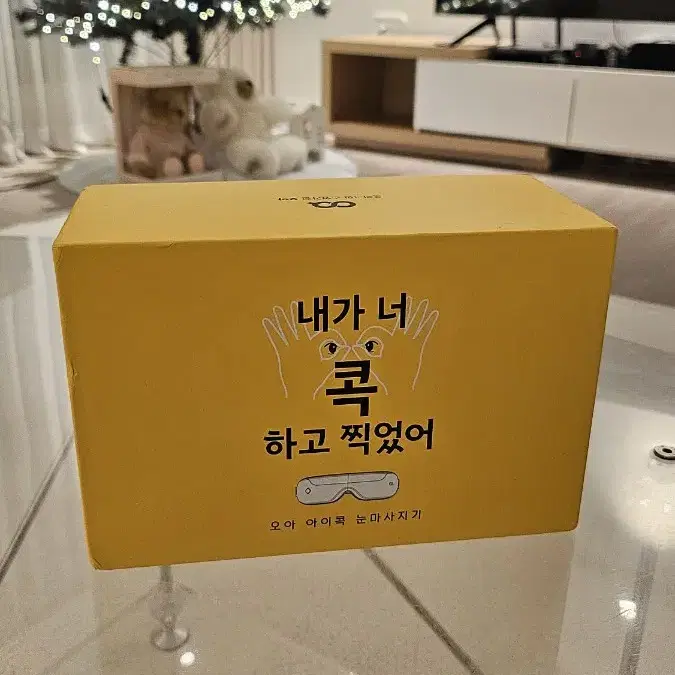 내가 너
콕
하고 찍었어
오아 아이콕 눈마사지기